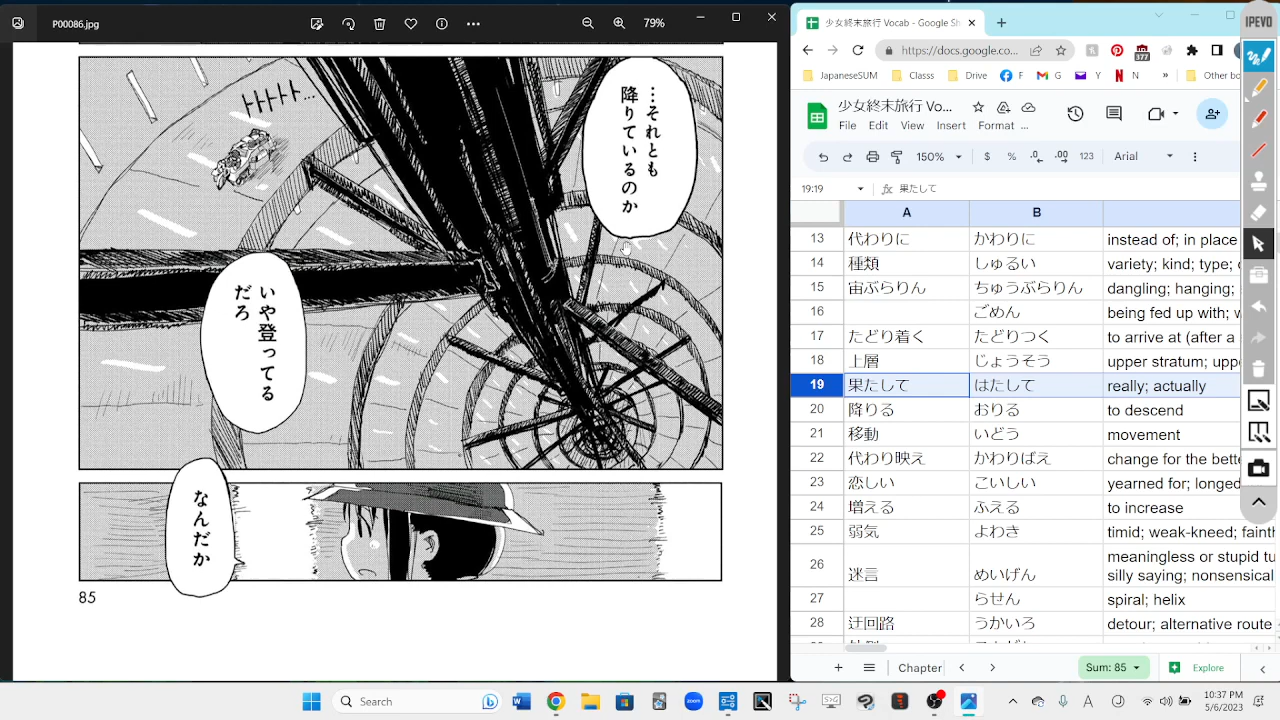 P00086.jpg
79%
…それとも
降りているのか
トトトトト…
いや登ってる
だろ
なんだか
85
少女終末旅行 Vocab - Google Sh
https://docs.google.co...
377
JapaneseSUM
Classs
Drive
F
G
Y
N
»
Other bo
少女終末旅行 Voc...
File Edit View Insert Format ...
150% $ % .0 .00 123 Arial
19:19 fx 果たして
A B
13 代わりに かわりに instead of; in place
14 種類 しゅるい variety; kind; type;
15 宙ぶらりん ちゅうぶらりん dangling; hanging;
16 ごめん being fed up with; w
17 たどり着く たどりつく to arrive at (after a
18 上層 じょうそう upper stratum; upp
19 果たして はたして really; actually
20 降りる おりる to descend
21 移動 いどう movement
22 代わり映え かわりばえ change for the bette
23 恋しい こいしい yearned for; longed
24 増える ふえる to increase
25 弱気 よわき timid; weak-kneed; faint
26 迷言 めいげん meaningless or stupid tu
silly saying; nonsensical
27 らせん spiral; helix
28 迂回路 うかいろ detour; alternative route
Chapter
Sum: 85
Explore
IPEVO
Search
zoom
10:37 PM
5/6/2023